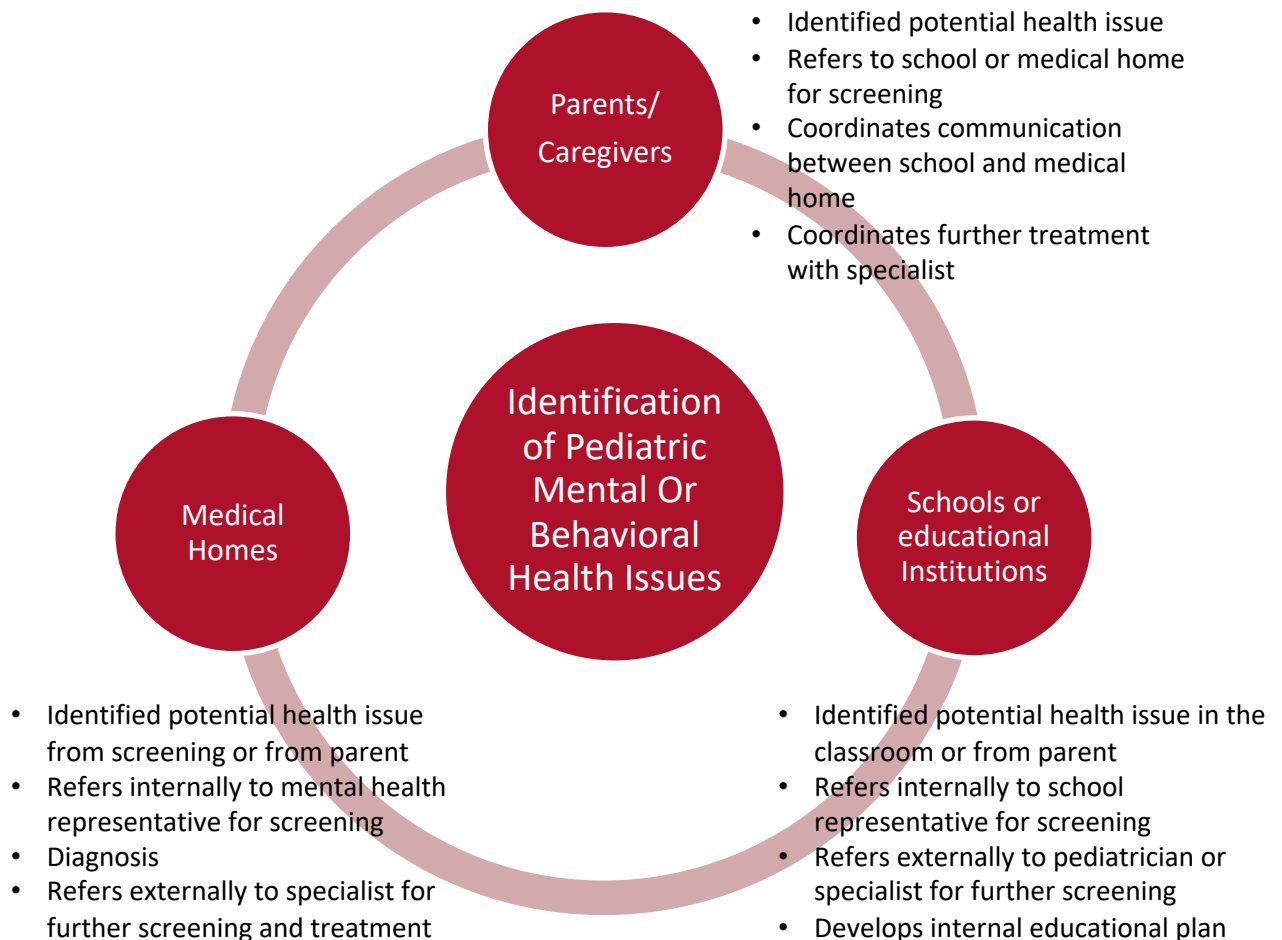 • Identified potential health issue
• Refers to school or medical home
for screening
• Coordinates communication
between school and medical
home
• Coordinates further treatment
with specialist
Parents/
Caregivers
Identification
of Pediatric
Mental Or
Behavioral
Health Issues
Medical
Homes
Schools or
educational
Institutions
• Identified potential health issue
from screening or from parent
• Refers internally to mental health
representative for screening
• Diagnosis
• Refers externally to specialist for
further screening and treatment
• Identified potential health issue in the
classroom or from parent
• Refers internally to school
representative for screening
• Refers externally to pediatrician or
specialist for further screening
• Develops internal educational plan